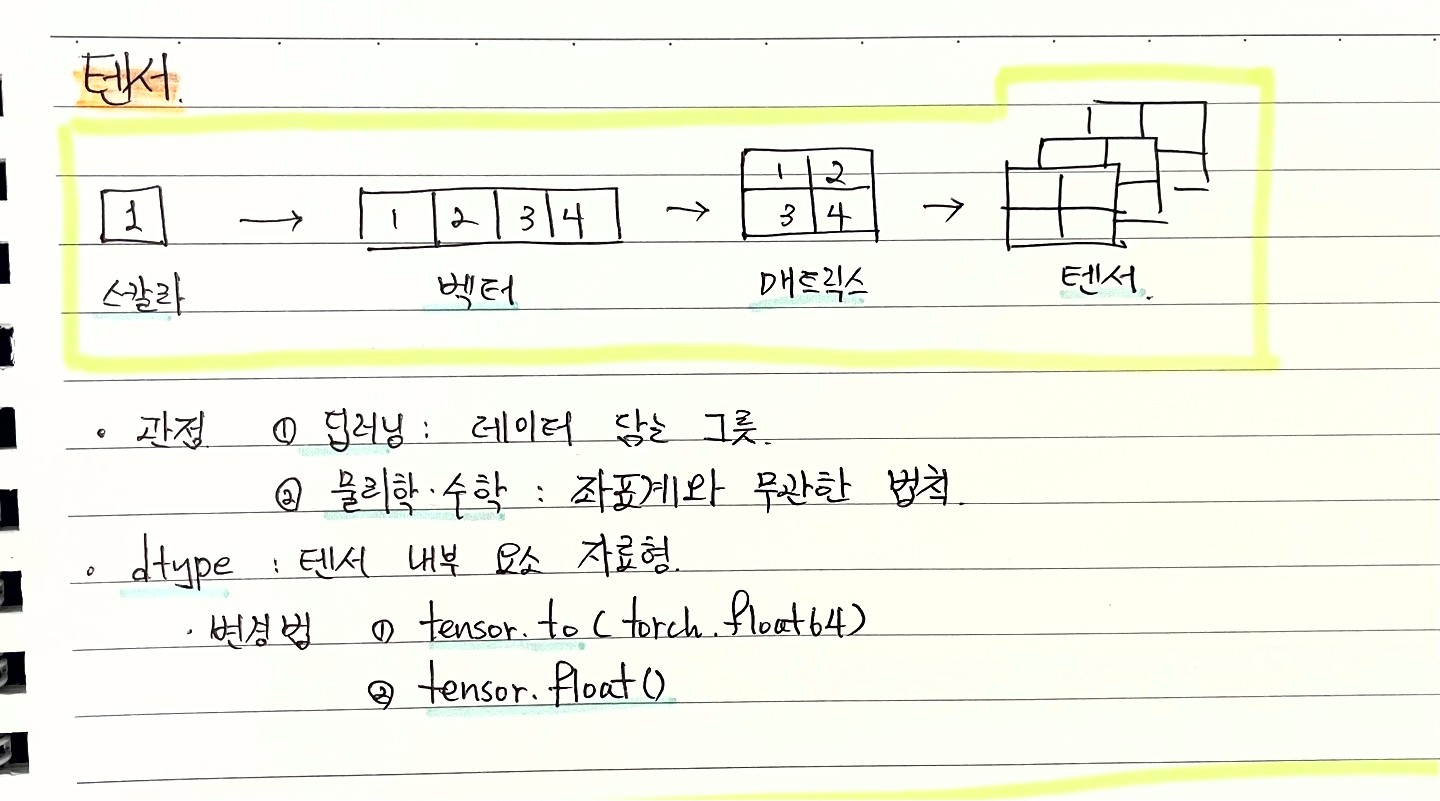 텐서.
1 → 1 2 3 4 → 1 2 →
3 4
스칼라 벡터 매트릭스 텐서.
· 관점 ① 딥러닝 : 데이터 담는 그릇.
② 물리학·수학 : 좌표계와 무관한 법칙.
· dtype : 텐서 내부 요소 자료형.
· 변경법 ① tensor.to(torch.float64)
② tensor.float()